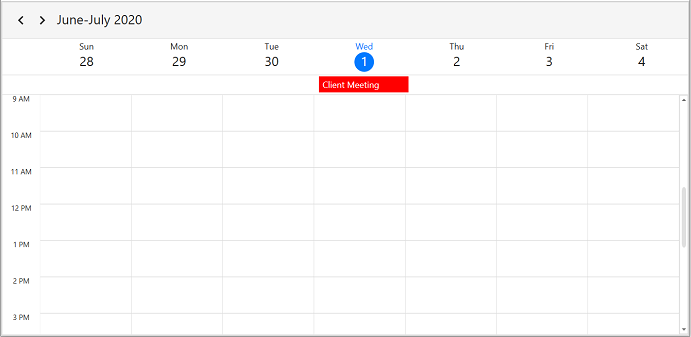 June-July 2020
Sun Mon Tue Wed Thu Fri Sat
28 29 30 1 2 3 4
Client Meeting
9 AM
10 AM
11 AM
12 PM
1 PM
2 PM
3 PM